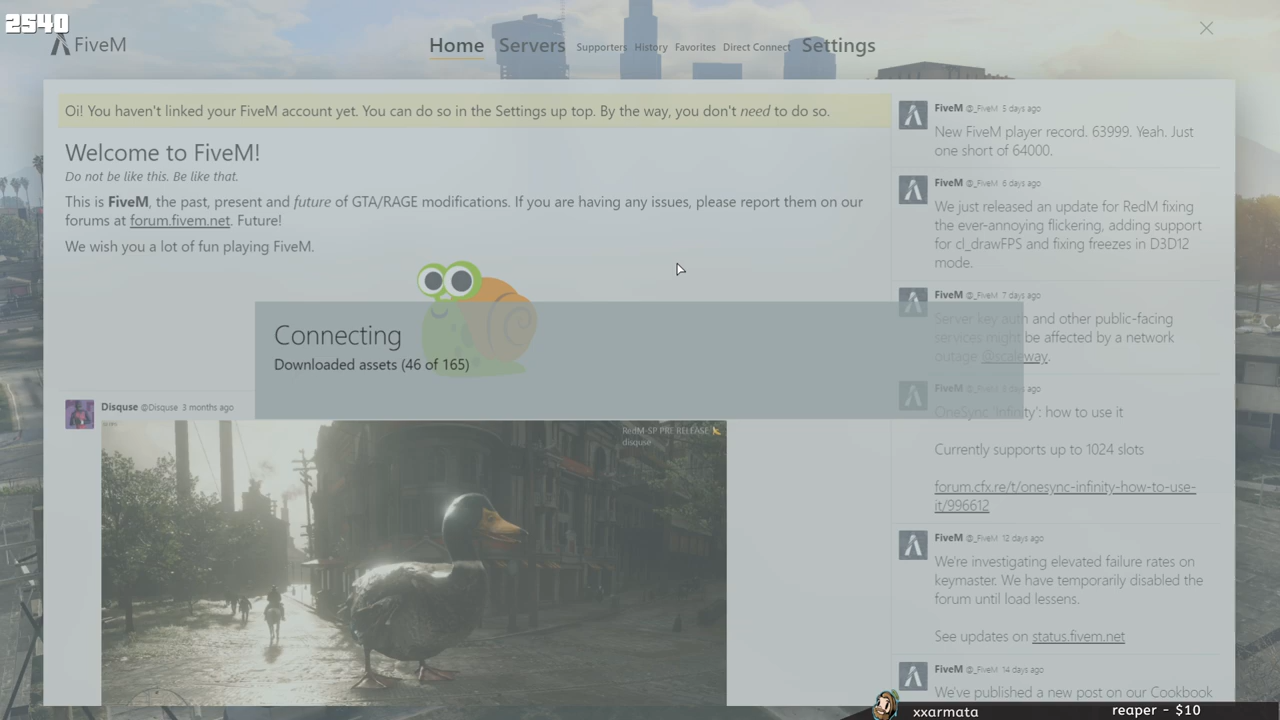 2540
FiveM
Home Servers Supporters History Favorites Direct Connect Settings
Oi! You haven't linked your FiveM account yet. You can do so in the Settings up top. By the way, you don't need to do so.
Welcome to FiveM!
Do not be like this. Be like that.
This is FiveM, the past, present and future of GTA/RAGE modifications. If you are having any issues, please report them on our
forums at forum.fivem.net. Future!
We wish you a lot of fun playing FiveM.
Connecting
Downloaded assets (46 of 165)
Disquse @Disquse 3 months ago
RedM-SP PRE-RELEASE
disquse
FiveM @_FiveM 5 days ago
New FiveM player record. 63999. Yeah. Just
one short of 64000.
FiveM @_FiveM 6 days ago
We just released an update for RedM fixing
the ever-annoying flickering, adding support
for cl_drawFPS and fixing freezes in D3D12
mode.
FiveM @_FiveM 7 days ago
Server key auth and other public-facing
services might be affected by a network
outage @scaleway.
FiveM @_FiveM days ago
OneSync 'Infinity': how to use it
Currently supports up to 1024 slots
forum.cfx.re/t/onesync-infinity-how-to-use-
it/996612
FiveM @_FiveM 12 days ago
We're investigating elevated failure rates on
keymaster. We have temporarily disabled the
forum until load lessens.
See updates on status.fivem.net
FiveM @_FiveM 14 days ago
We've published a new post on our Cookbook
xxarmata
reaper - $10